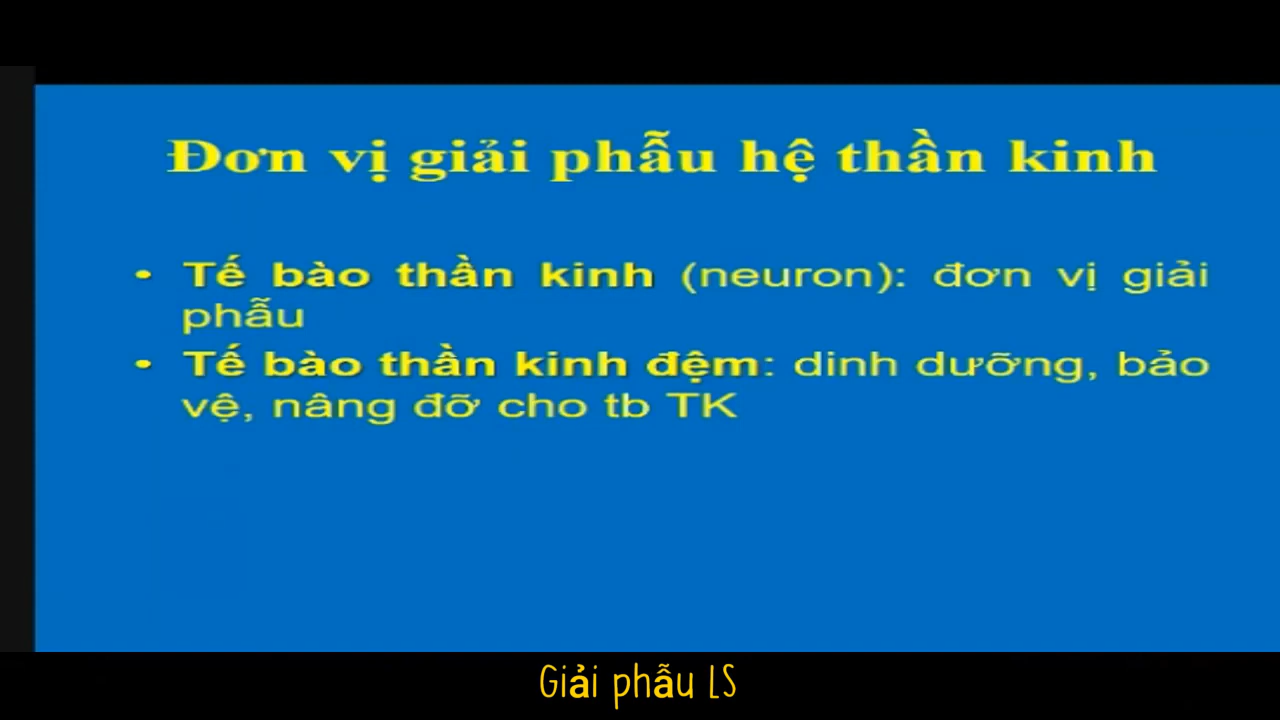 Đơn vị giải phẫu hệ thần kinh
• Tế bào thần kinh (neuron): đơn vị giải
phẫu
• Tế bào thần kinh đệm: dinh dưỡng, bảo
vệ, nâng đỡ cho tb TK
Giải phẫu LS